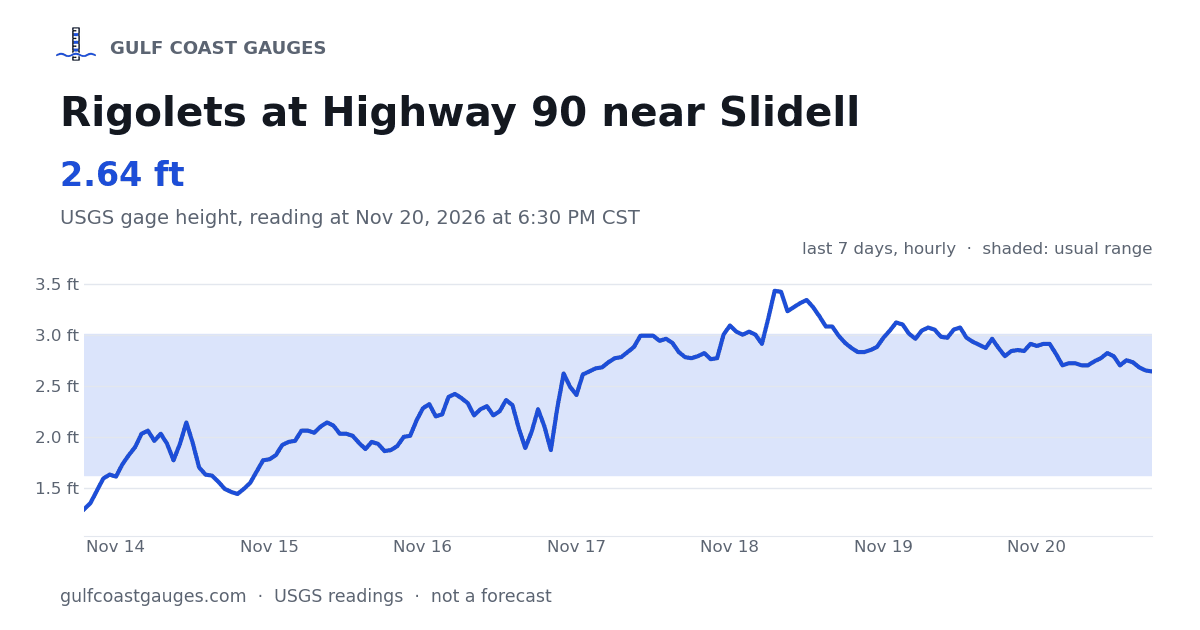 GULF COAST GAUGES
Rigolets at Highway 90 near Slidell
2.64 ft
USGS gage height, reading at Nov 20, 2026 at 6:30 PM CST
last 7 days, hourly · shaded: usual range
3.5 ft
3.0 ft
2.5 ft
2.0 ft
1.5 ft
Nov 14 Nov 15 Nov 16 Nov 17 Nov 18 Nov 19 Nov 20
gulfcoastgauges.com · USGS readings · not a forecast